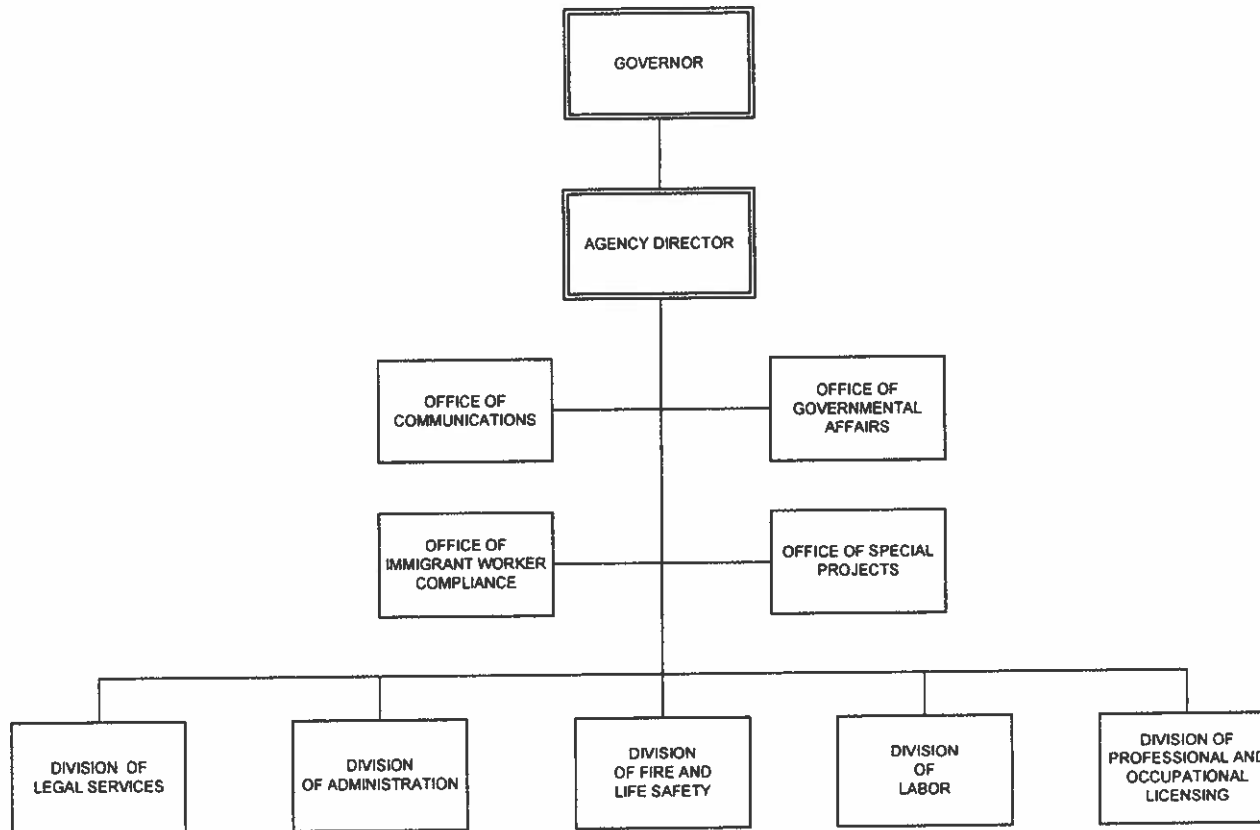 GOVERNOR
AGENCY DIRECTOR
OFFICE OF
COMMUNICATIONS
OFFICE OF
GOVERNMENTAL
AFFAIRS
OFFICE OF
IMMIGRANT WORKER
COMPLIANCE
OFFICE OF SPECIAL
PROJECTS
DIVISION OF
LEGAL SERVICES
DIVISION
OF ADMINISTRATION
DIVISION
OF FIRE AND
LIFE SAFETY
DIVISION
OF
LABOR
DIVISION OF
PROFESSIONAL AND
OCCUPATIONAL
LICENSING